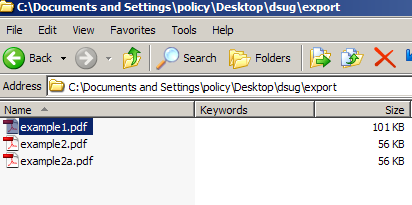 C:\Documents and Settings\policy\Desktop\dsug\export
File Edit View Favorites Tools Help
Back Search Folders
Address C:\Documents and Settings\policy\Desktop\dsug\export
Name Keywords Size
example1.pdf 101 KB
example2.pdf 56 KB
example2a.pdf 56 KB